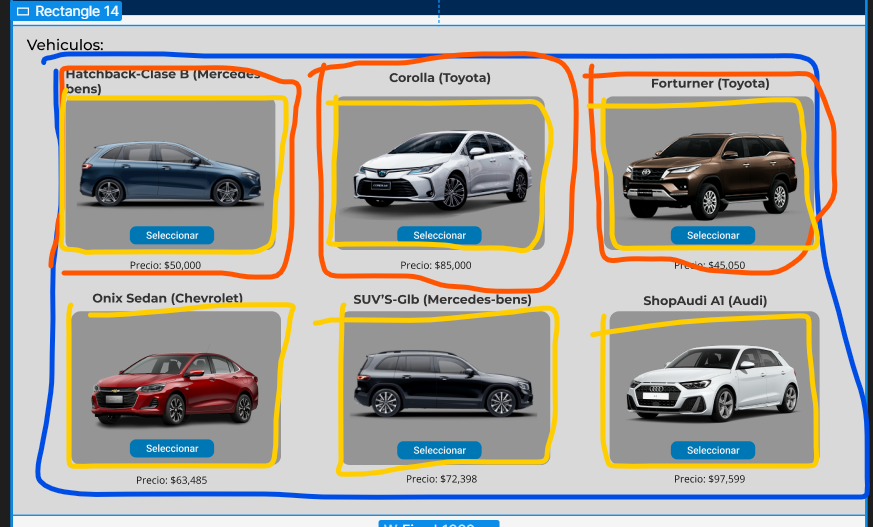 Rectangle 14
Vehiculos:
Hatchback-Clase B (Mercedes-
bens)
Corolla (Toyota)
Forturner (Toyota)
Seleccionar
Seleccionar
Seleccionar
Precio: $50,000
Precio: $85,000
Precio: $45,050
Onix Sedan (Chevrolet)
SUV'S-Glb (Mercedes-bens)
ShopAudi A1 (Audi)
Seleccionar
Seleccionar
Seleccionar
Precio: $63,485
Precio: $72,398
Precio: $97,599